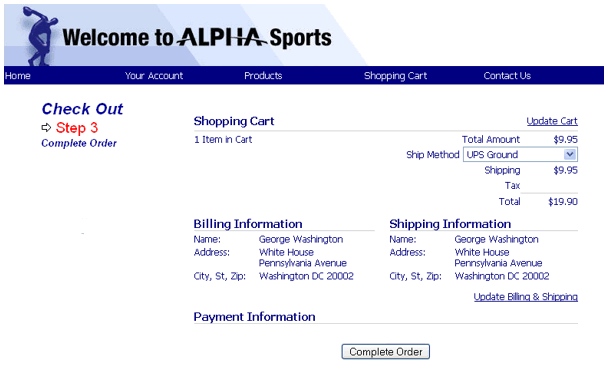 Welcome to ALPHA Sports
Home Your Account Products Shopping Cart Contact Us
Check Out
Step 3
Complete Order
Shopping Cart Update Cart
1 Item in Cart Total Amount $9.95
Ship Method UPS Ground
Shipping $9.95
Tax
Total $19.90
Billing Information Shipping Information
Name: George Washington Name: George Washington
Address: White House Address: White House
Pennsylvania Avenue Pennsylvania Avenue
City, St, Zip: Washington DC 20002 City, St, Zip: Washington DC 20002
Update Billing & Shipping
Payment Information
Complete Order